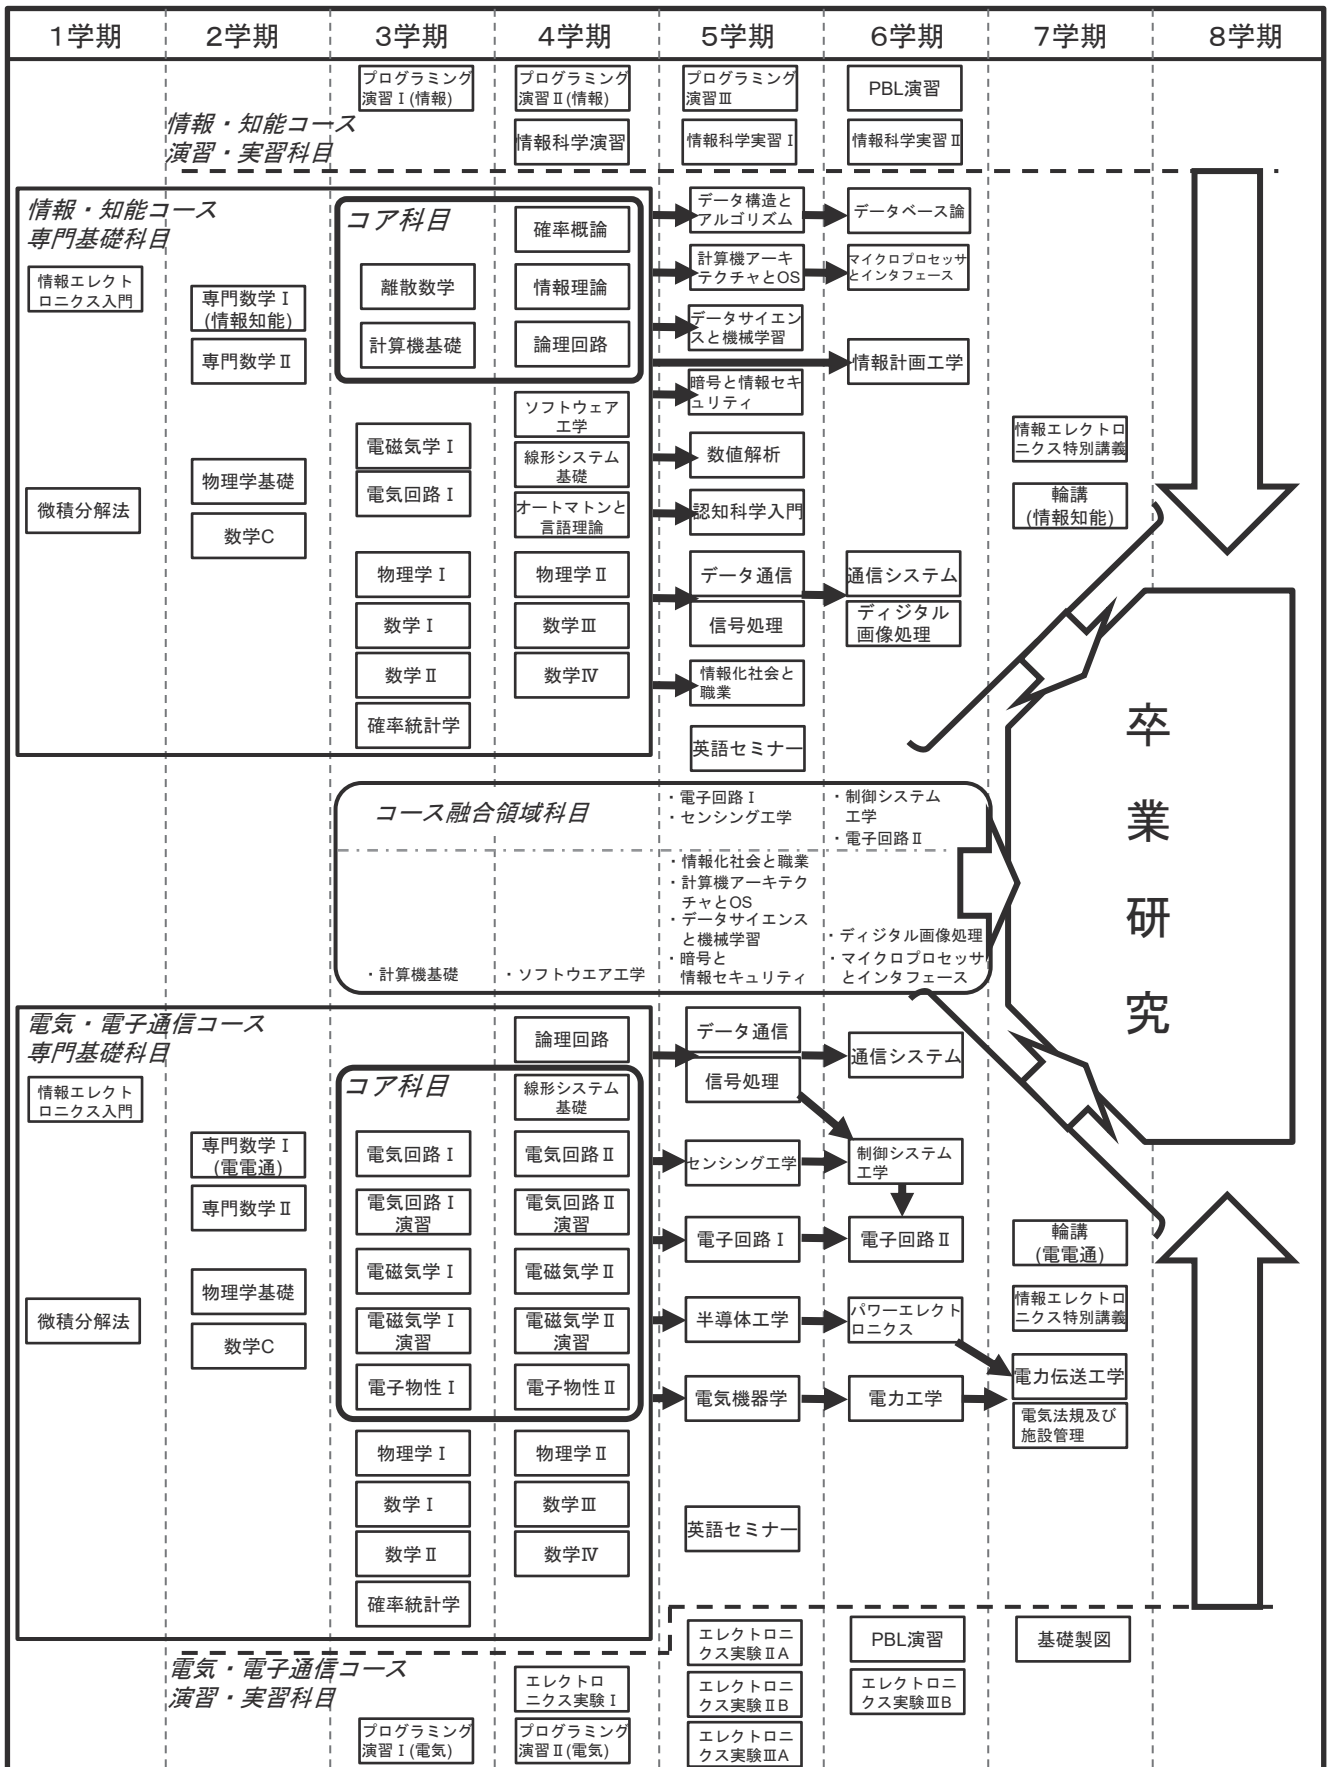 1学期
2学期
3学期
4学期
5学期
6学期
7学期
8学期
プログラミング
演習Ⅰ(情報)
プログラミング
演習Ⅱ(情報)
プログラミング
演習Ⅲ
PBL演習
情報・知能コース
演習・実習科目
情報科学演習
情報科学実習Ⅰ
情報科学実習Ⅱ
情報・知能コース
専門基礎科目
情報エレクト
ロニクス入門
微積分解法
専門数学Ⅰ
(情報知能)
専門数学Ⅱ
物理学基礎
数学C
コア科目
離散数学
計算機基礎
確率概論
情報理論
論理回路
電磁気学Ⅰ
電気回路Ⅰ
物理学Ⅰ
数学Ⅰ
数学Ⅱ
確率統計学
ソフトウェア
工学
線形システム
基礎
オートマトンと
言語理論
物理学Ⅱ
数学Ⅲ
数学Ⅳ
データ構造と
アルゴリズム
計算機アーキ
テクチャとOS
データサイエン
スと機械学習
暗号と情報セキ
ュリティ
数値解析
認知科学入門
データ通信
信号処理
情報化社会と
職業
英語セミナー
データベース論
マイクロプロセッサ
とインタフェース
情報計画工学
通信システム
ディジタル
画像処理
情報エレクトロ
ニクス特別講義
輪講
(情報知能)
卒
業
研
究
コース融合領域科目
・電子回路Ⅰ
・センシング工学
・制御システム
工学
・電子回路Ⅱ
・計算機基礎
・ソフトウエア工学
・情報化社会と職業
・計算機アーキテク
チャとOS
・データサイエンス
と機械学習
・暗号と
情報セキュリティ
・ディジタル画像処理
・マイクロプロセッサ
とインタフェース
電気・電子通信コース
専門基礎科目
情報エレクト
ロニクス入門
微積分解法
専門数学Ⅰ
(電電通)
専門数学Ⅱ
物理学基礎
数学C
論理回路
コア科目
線形システム
基礎
電気回路Ⅰ
電気回路Ⅰ
演習
電磁気学Ⅰ
電磁気学Ⅰ
演習
電子物性Ⅰ
電気回路Ⅱ
電気回路Ⅱ
演習
電磁気学Ⅱ
電磁気学Ⅱ
演習
電子物性Ⅱ
物理学Ⅰ
数学Ⅰ
数学Ⅱ
確率統計学
物理学Ⅱ
数学Ⅲ
数学Ⅳ
データ通信
信号処理
センシング工学
電子回路Ⅰ
半導体工学
電気機器学
英語セミナー
通信システム
制御システム
工学
電子回路Ⅱ
パワーエレクト
ロニクス
電力工学
輪講
(電電通)
情報エレクトロ
ニクス特別講義
電力伝送工学
電気法規及び
施設管理
電気・電子通信コース
演習・実習科目
プログラミング
演習Ⅰ(電気)
エレクトロ
ニクス実験Ⅰ
プログラミング
演習Ⅱ(電気)
エレクトロニ
クス実験ⅡA
エレクトロニ
クス実験ⅡB
エレクトロニ
クス実験ⅢA
PBL演習
エレクトロニ
クス実験ⅢB
基礎製図